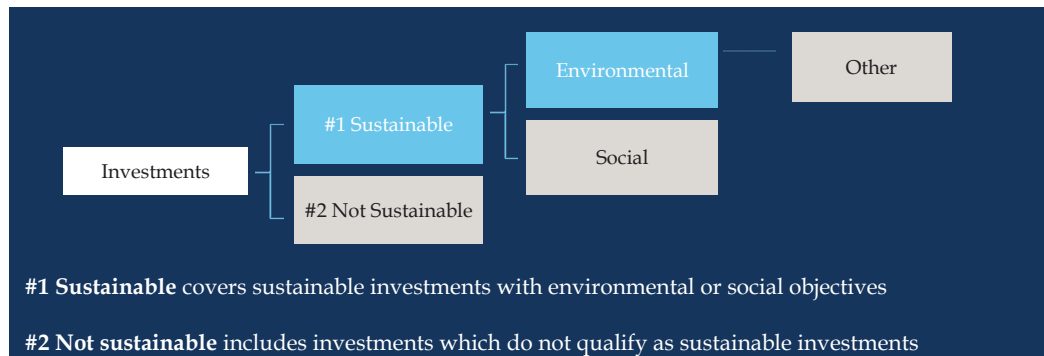 Environmental
Other
#1 Sustainable
Social
Investments
#2 Not Sustainable
#1 Sustainable covers sustainable investments with environmental or social objectives
#2 Not sustainable includes investments which do not qualify as sustainable investments